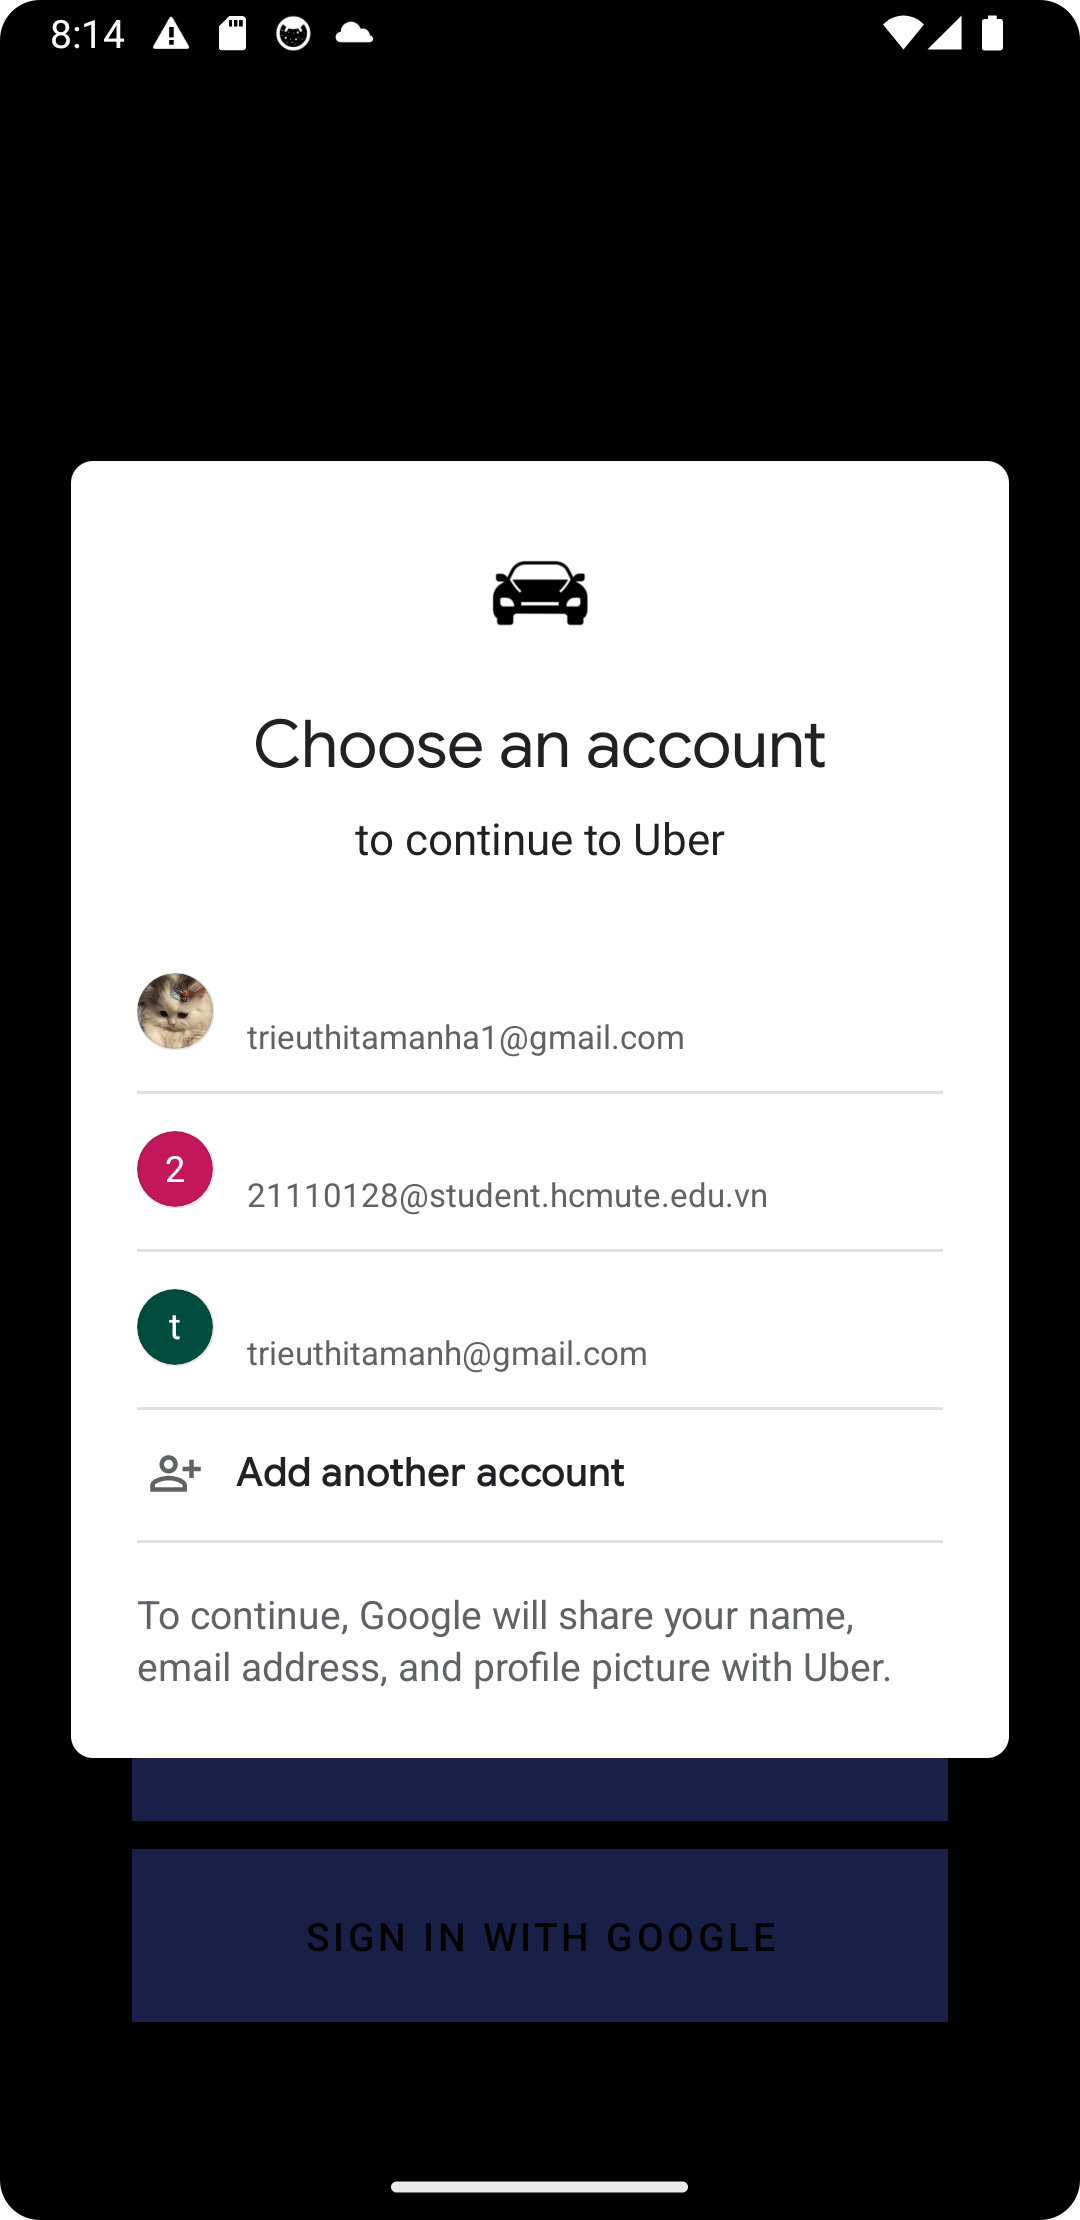 8:14
Choose an account
to continue to Uber
trieuthitamanha1@gmail.com
2
21110128@student.hcmute.edu.vn
t
trieuthitamanh@gmail.com
Add another account
To continue, Google will share your name,
email address, and profile picture with Uber.
SIGN IN WITH GOOGLE